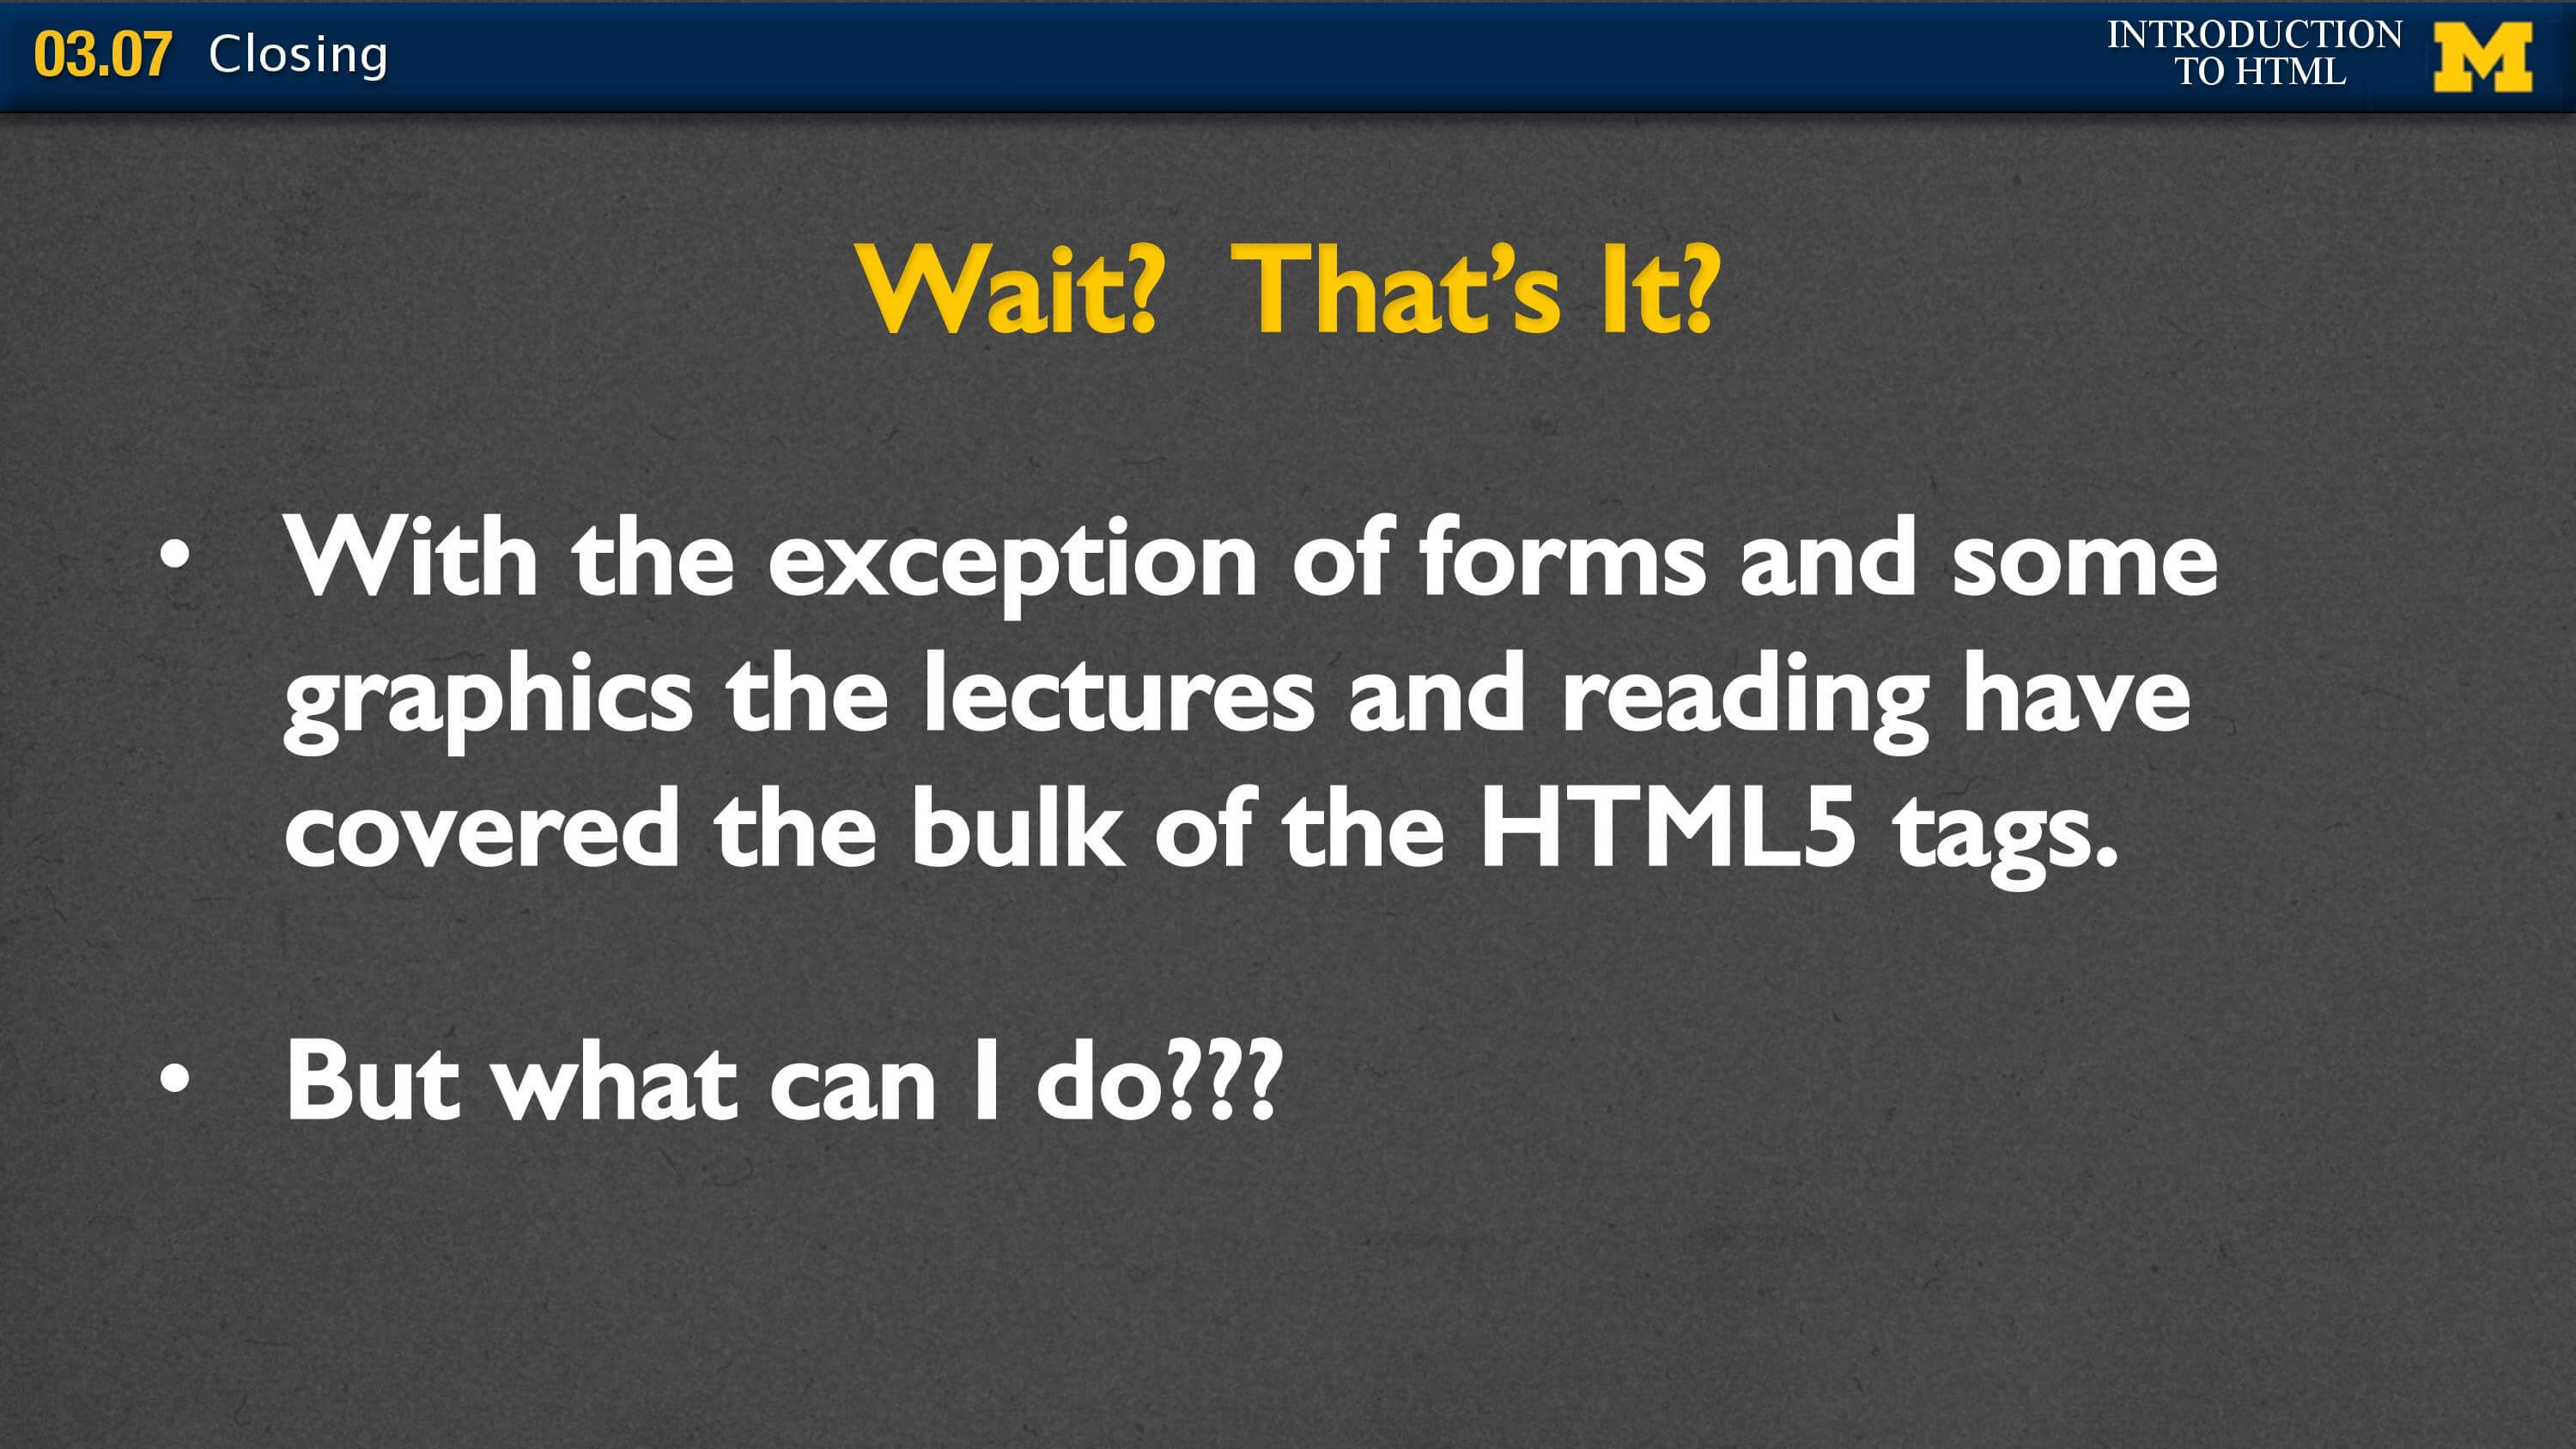 03.07 Closing
INTRODUCTION
TO HTML
M
Wait? That’s It?
• With the exception of forms and some
graphics the lectures and reading have
covered the bulk of the HTML5 tags.
• But what can I do???